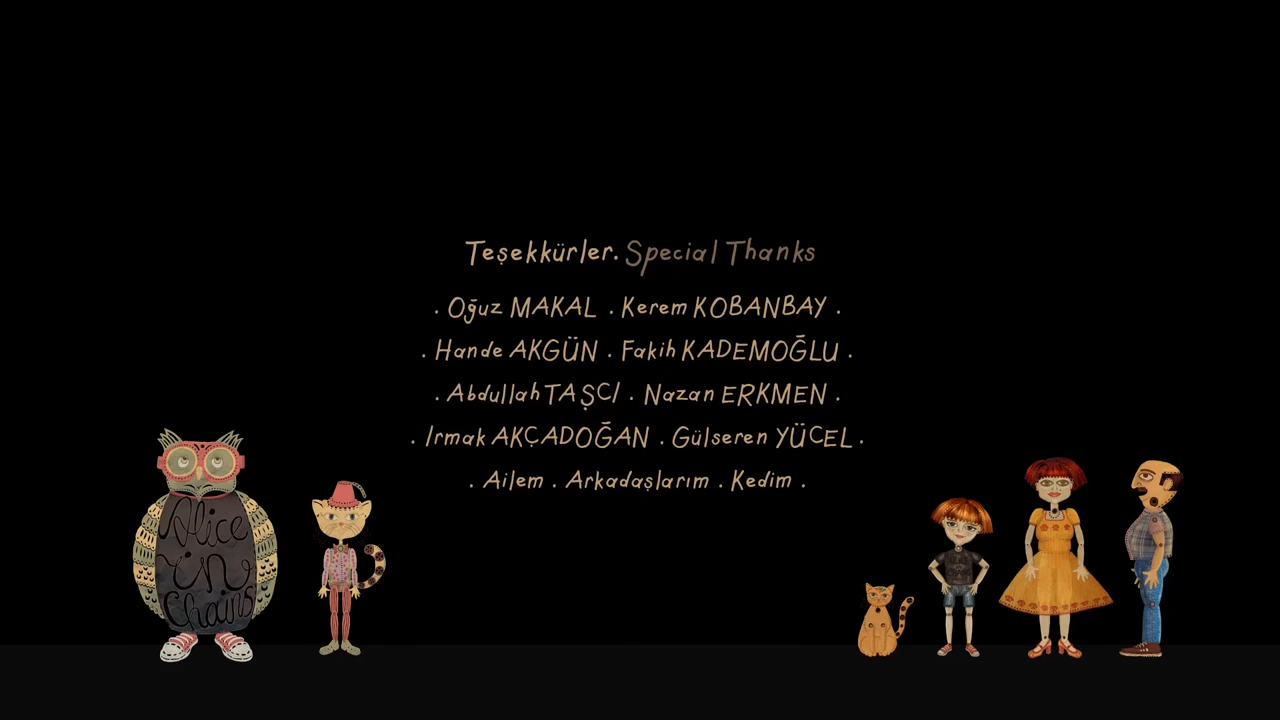 Teşekkürler. Special Thanks
. Oğuz MAKAL . Kerem KOBANBAY .
. Hande AKGÜN . Fakih KADEMOĞLU .
. Abdullah TAŞCI . Nazan ERKMEN .
. Irmak AKÇADOĞAN . Gülseren YÜCEL .
. Ailem . Arkadaşlarım . Kedim .
Alice
in
Chains